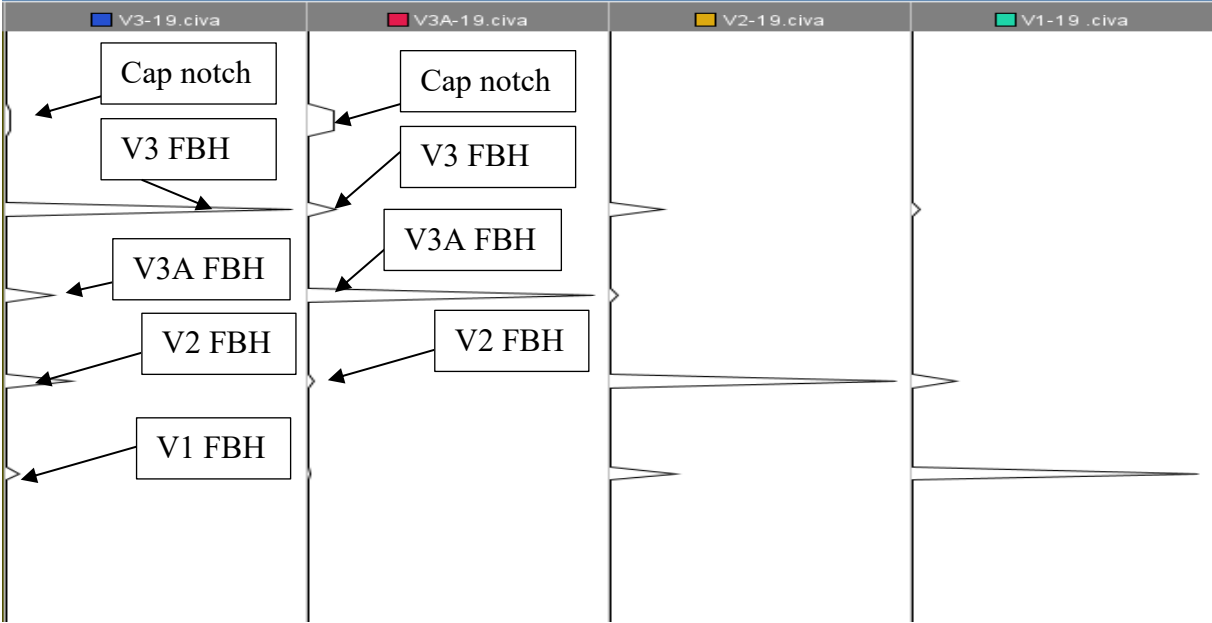 V3-19.civa
V3A-19.civa
V2-19.civa
V1-19 .civa
Cap notch
Cap notch
V3 FBH
V3 FBH
V3A FBH
V3A FBH
V2 FBH
V2 FBH
V1 FBH